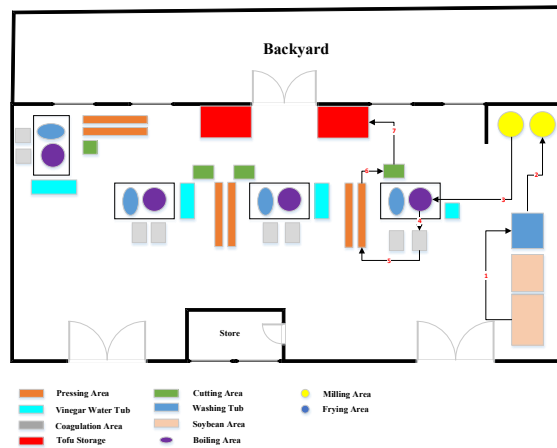 Backyard
7
6
2
3
4
1
5
Store
Pressing Area
Cutting Area
Milling Area
Vinegar Water Tub
Washing Tub
Frying Area
Coagulation Area
Soybean Area
Tofu Storage
Boiling Area